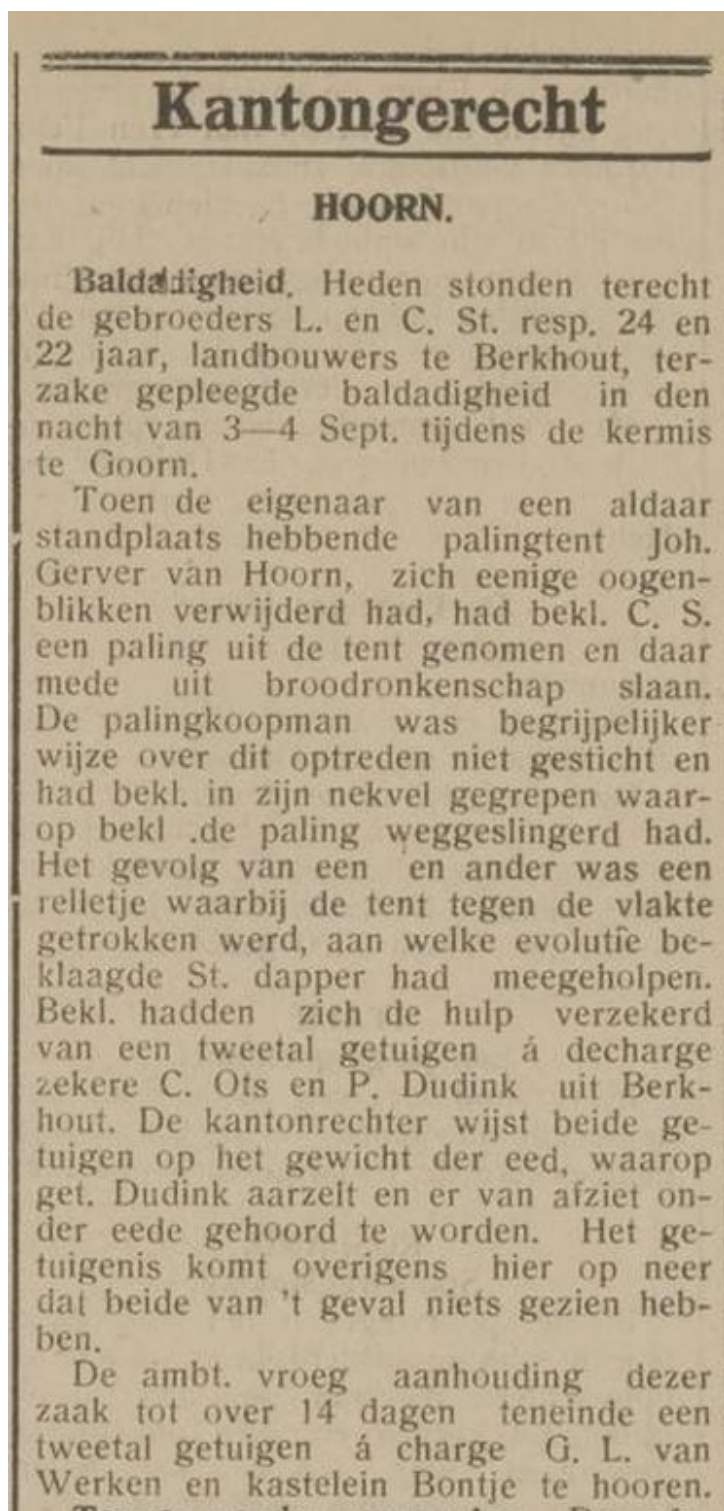 Kantongerecht
HOORN.
Baldadigheid. Heden stonden terecht
de gebroeders L. en C. St. resp. 24 en
22 jaar, landbouwers te Berkhout, ter-
zake gepleegde baldadigheid in den
nacht van 3—4 Sept. tijdens de kermis
te Goorn.
Toen de eigenaar van een aldaar
standplaats hebbende palingtent Joh.
Gerver van Hoorn, zich eenige oogen-
blikken verwijderd had, had bekl. C. S.
een paling uit de tent genomen en daar
mede uit broodronkenschap slaan.
De palingkoopman was begrijpelijker
wijze over dit optreden niet gesticht en
had bekl. in zijn nekvel gegrepen waar-
op bekl .de paling weggeslingerd had.
Het gevolg van een en ander was een
relletje waarbij de tent tegen de vlakte
getrokken werd, aan welke evolutie be-
klaagde St. dapper had meegeholpen.
Bekl. hadden zich de hulp verzekerd
van een tweetal getuigen á decharge
zekere C. Ots en P. Dudink uit Berk-
hout. De kantonrechter wijst beide ge-
tuigen op het gewicht der eed, waarop
get. Dudink aarzelt en er van afziet on-
der eede gehoord te worden. Het ge-
tuigenis komt overigens hier op neer
dat beide van 't geval niets gezien heb-
ben.
De ambt. vroeg aanhouding dezer
zaak tot over 14 dagen teneinde een
tweetal getuigen á charge G. L. van
Werken en kastelein Bontje te hooren.